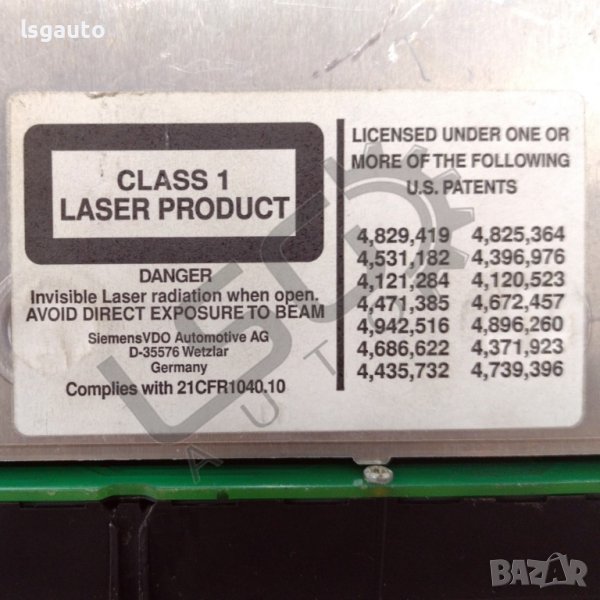 lsgauto
CLASS 1
LASER PRODUCT
DANGER
Invisible Laser radiation when open.
AVOID DIRECT EXPOSURE TO BEAM
SiemensVDO Automotive AG
D-35576 Wetzlar
Germany
Complies with 21CFR1040.10
LICENSED UNDER ONE OR
MORE OF THE FOLLOWING
U.S. PATENTS
4,829,419 4,825,364
4,531,182 4,396,976
4,121,284 4,120,523
4,471,385 4,672,457
4,942,516 4,896,260
4,686,622 4,371,923
4,435,732 4,739,396
LSG
AUTO
BAZAR